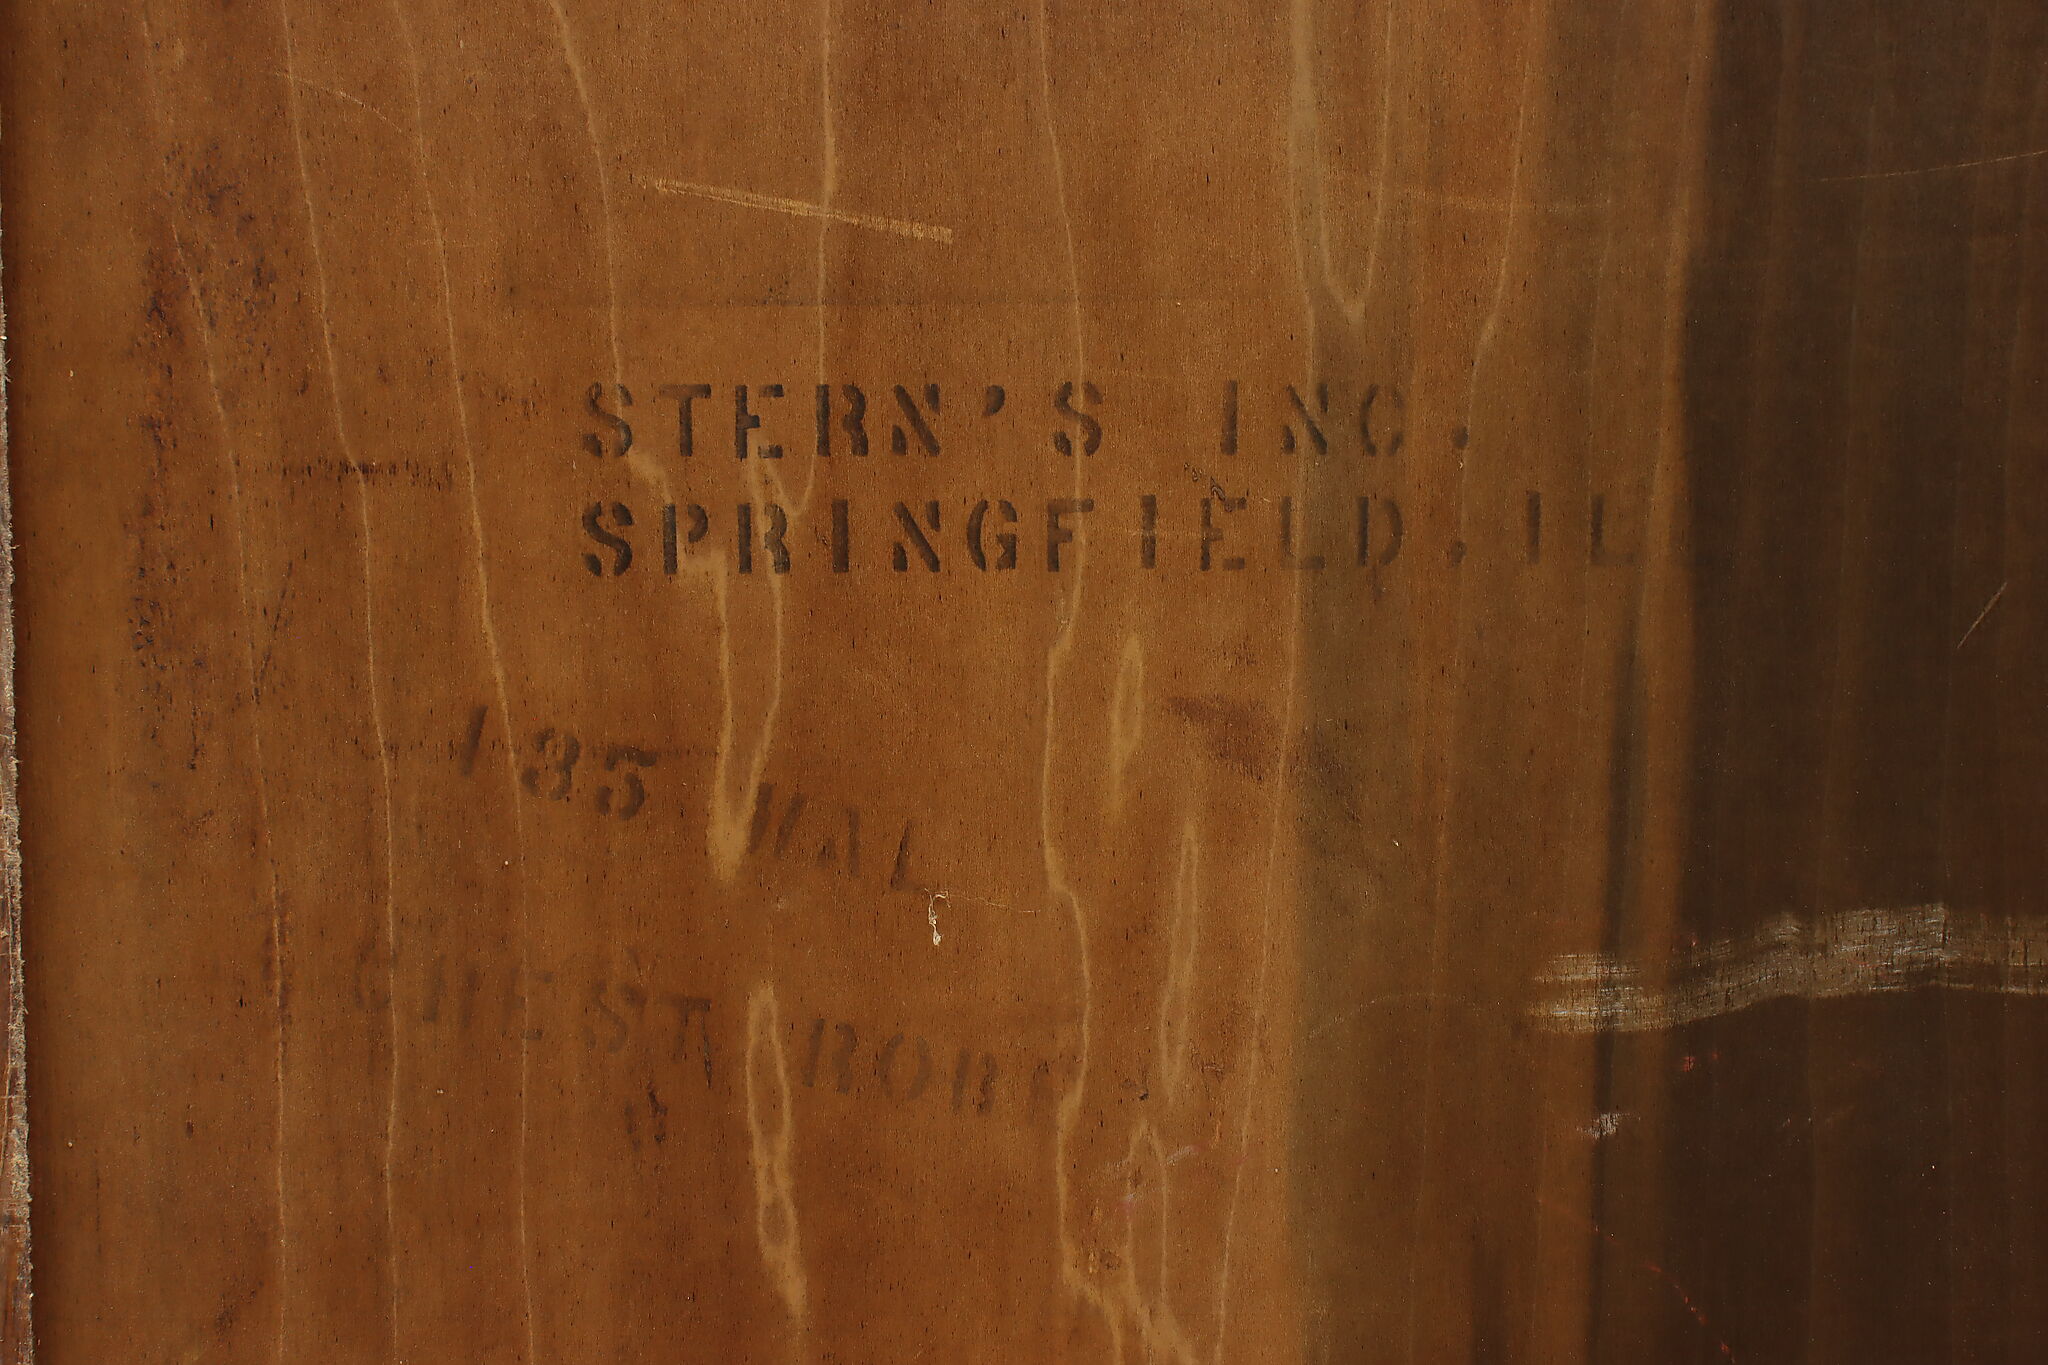 STERN'S INC.
SPRINGFIELD. ILL
135 WAL
CHEST ROBE